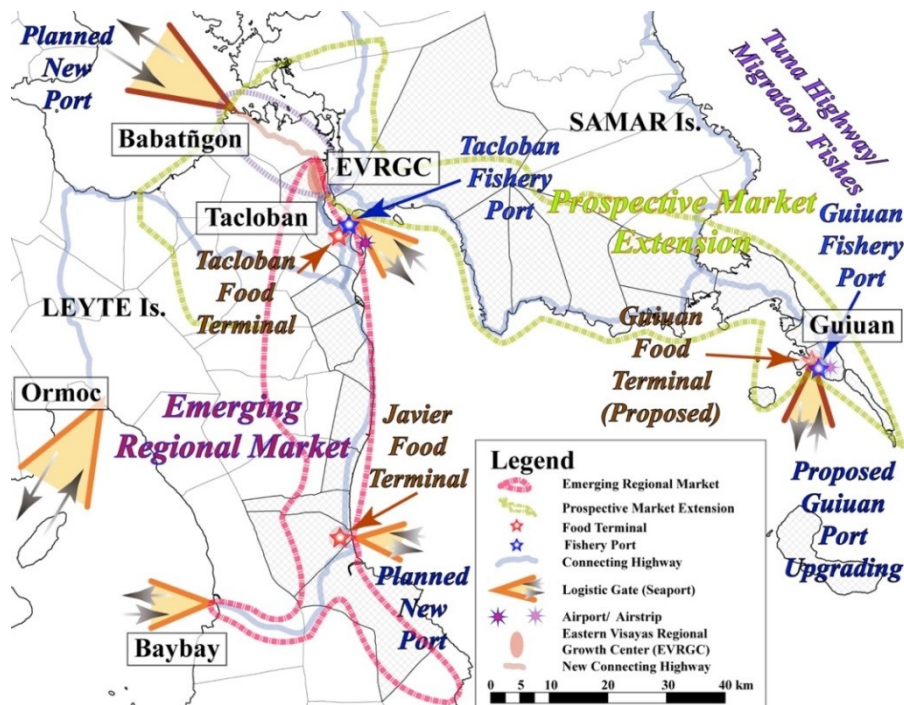 Planned
New
Port
Babatñgon
EVRGC
Tacloban
Fishery
Port
SAMAR Is.
Tuna Highway/
Migratory Fishes
Prospective Market
Extension
Guiuan
Fishery
Port
Guiuan
Tacloban
Tacloban
Food
Terminal
LEYTE Is.
Guiuan
Food
Terminal
(Proposed)
Ormoc
Emerging
Regional Market
Javier
Food
Terminal
Planned
New
Port
Proposed
Guiuan
Port
Upgrading
Baybay
Legend
Emerging Regional Market
Prospective Market Extension
Food Terminal
Fishery Port
Connecting Highway
Logistic Gate (Seaport)
Airport/ Airstrip
Eastern Visayas Regional
Growth Center (EVRGC)
New Connecting Highway
0 5 10 20 30 40 km